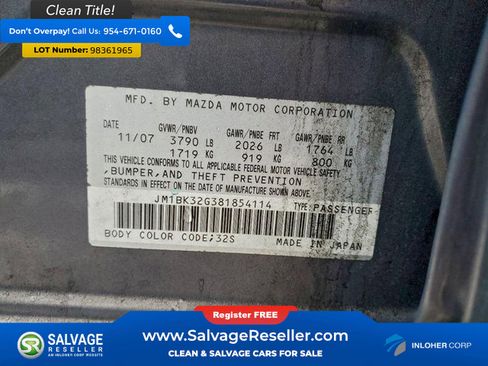 Clean Title!
Don't Overpay! Call Us: 954-671-0160
Lot Number: 98361965
MFD. BY MAZDA MOTOR CORPORATION
DATE GVWR/PNBV GAWR/PNBE FRT GAWR/PNBE RR
11/07 3790 LB 2026 LB 1764 LB
1719 KG 919 KG 800 KG
THIS VEHICLE CONFORMS TO ALL APPLICABLE FEDERAL MOTOR VEHICLE SAFETY
,BUMPER,AND THEFT PREVENTION
STANDARDS IN EFFECT ON THE DATE OF MANUFACTURE SHOWN ABOVE.
JM1BK32G381854114 TYPE:PASSENGER
BODY COLOR CODE;32S MADE IN JAPAN
Register FREE
www.SalvageReseller.com
CLEAN & SALVAGE CARS FOR SALE
SALVAGE
RESELLER
AN INLOHER CORP WEBSITE
INLOHER CORP